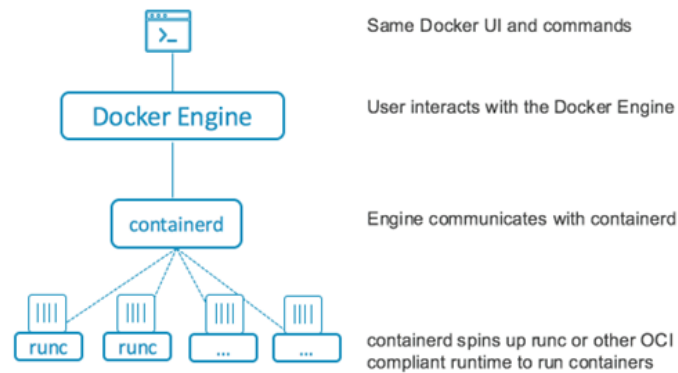 >_
Same Docker UI and commands
Docker Engine
User interacts with the Docker Engine
containerd
Engine communicates with containerd
runc
runc
...
...
containerd spins up runc or other OCI
compliant runtime to run containers